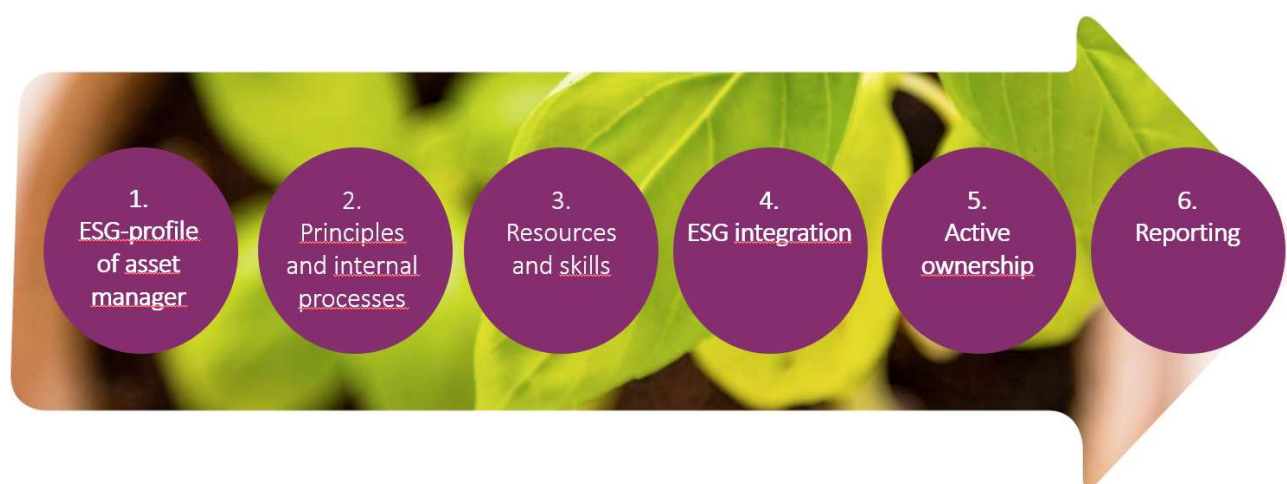 1.
ESG-profile
of asset
manager
2.
Principles
and internal
processes
3.
Resources
and skills
4.
ESG integration
5.
Active
ownership
6.
Reporting